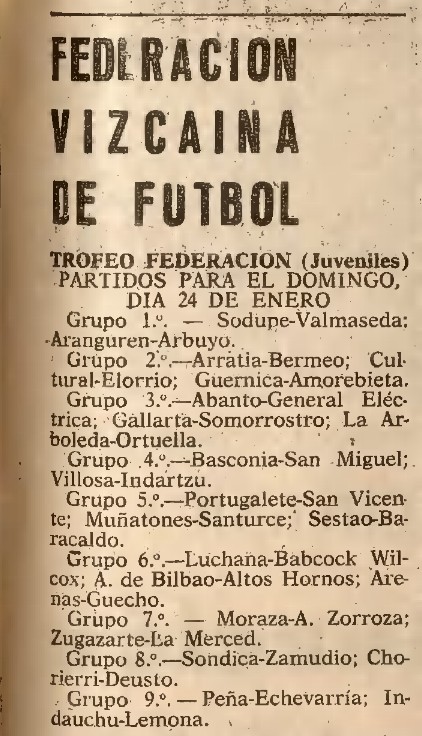 FEDERACION
VIZCAINA
DE FUTBOL
TROFEO FEDERACION (Juveniles)
PARTIDOS PARA EL DOMINGO,
DIA 24 DE ENERO
Grupo 1.º. — Sodupe-Valmaseda;
Aranguren-Arbuyo.
Grupo 2.º.—Arratia-Bermeo; Cul-
tural-Elorrio; Guernica-Amorebieta.
Grupo 3.º.—Abanto-General Eléc-
trica; Gallarta-Somorrostro; La Ar-
boleda-Ortuella.
Grupo 4.º.—Basconia-San Miguel;
Villosa-Indartzu.
Grupo 5.º.—Portugalete-San Vicen-
te; Muñatones-Santurce; Sestao-Ba-
racaldo.
Grupo 6.º.—Luchana-Babcock Wil-
cox; A. de Bilbao-Altos Hornos; Are-
nas-Guecho.
Grupo 7.º. — Moraza-A. Zorroza;
Zugazarte-La Merced.
Grupo 8.º.—Sondica-Zamudio; Cho-
rierri-Deusto.
Grupo 9.º. — Peña-Echevarría; In-
dauchu-Lemona.